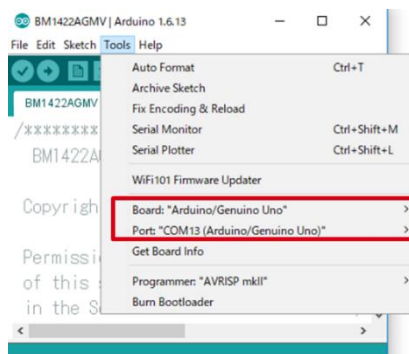 BM1422AGMV | Arduino 1.6.13
File Edit Sketch Tools Help
BM1422AGMV
/********
BM1422A
Copyrigh
Permissi
of this
in the S
Auto Format Ctrl+T
Archive Sketch
Fix Encoding & Reload
Serial Monitor Ctrl+Shift+M
Serial Plotter Ctrl+Shift+L
WiFi101 Firmware Updater
Board: "Arduino/Genuino Uno"
Port: "COM13 (Arduino/Genuino Uno)"
Get Board Info
Programmer: "AVRISP mkII"
Burn Bootloader